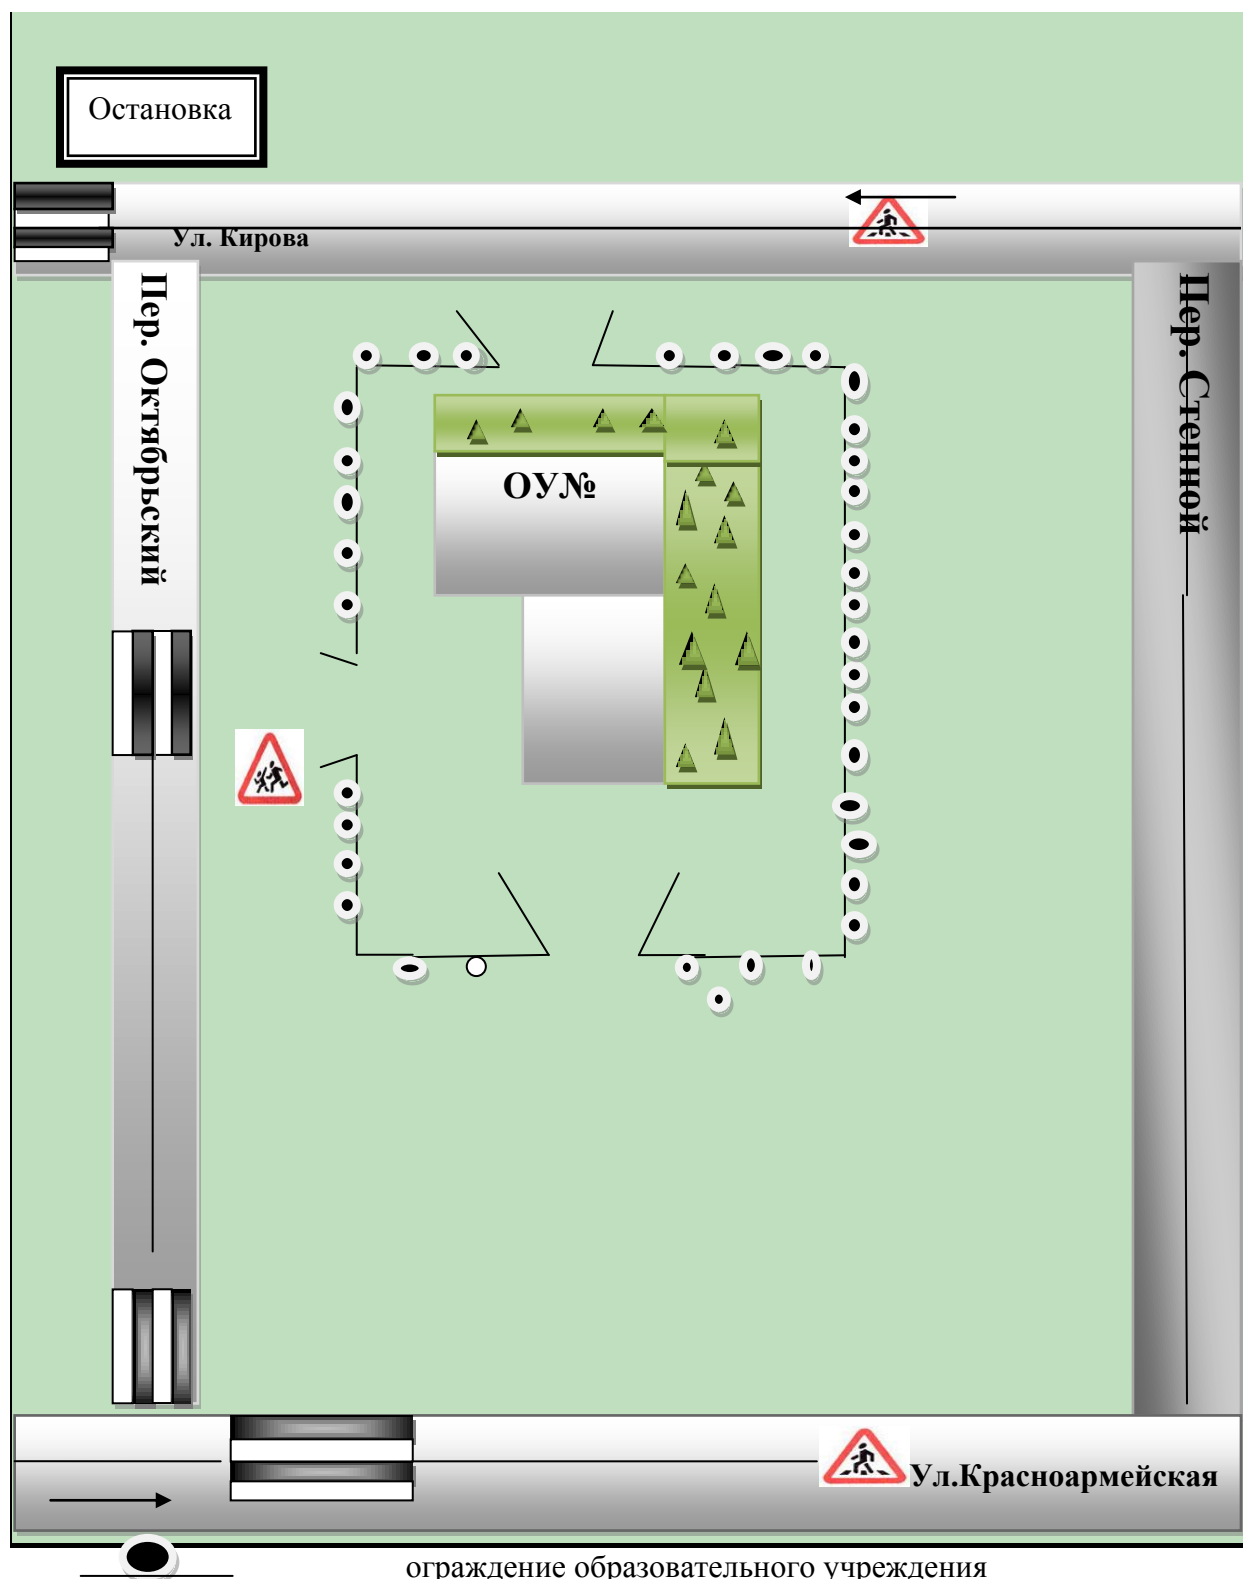 Остановка
Ул. Кирова
Пер. Октябрьский
Пер. Степной
ОУ№
Ул.Красноармейская
ограждение образовательного учреждения